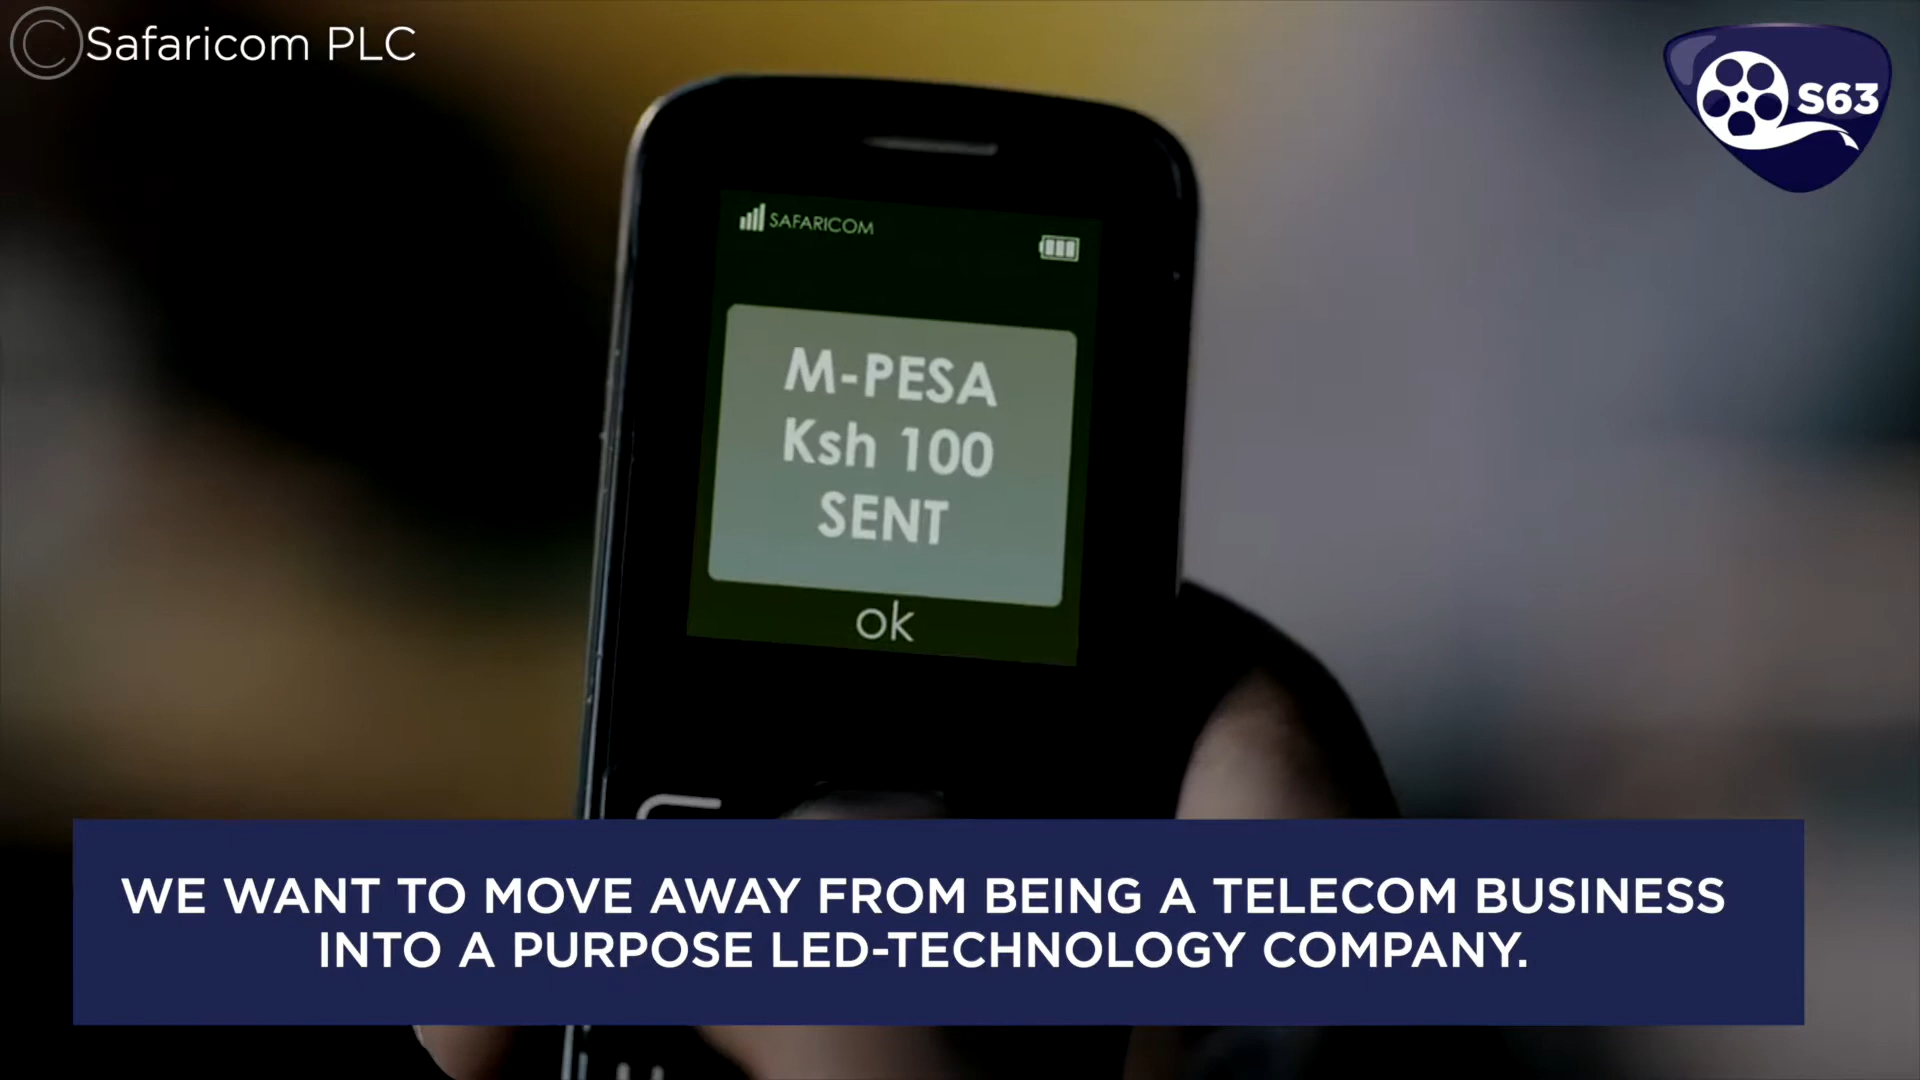 © Safaricom PLC
S63
SAFARICOM
M-PESA
Ksh 100
SENT
ok
WE WANT TO MOVE AWAY FROM BEING A TELECOM BUSINESS
INTO A PURPOSE LED-TECHNOLOGY COMPANY.